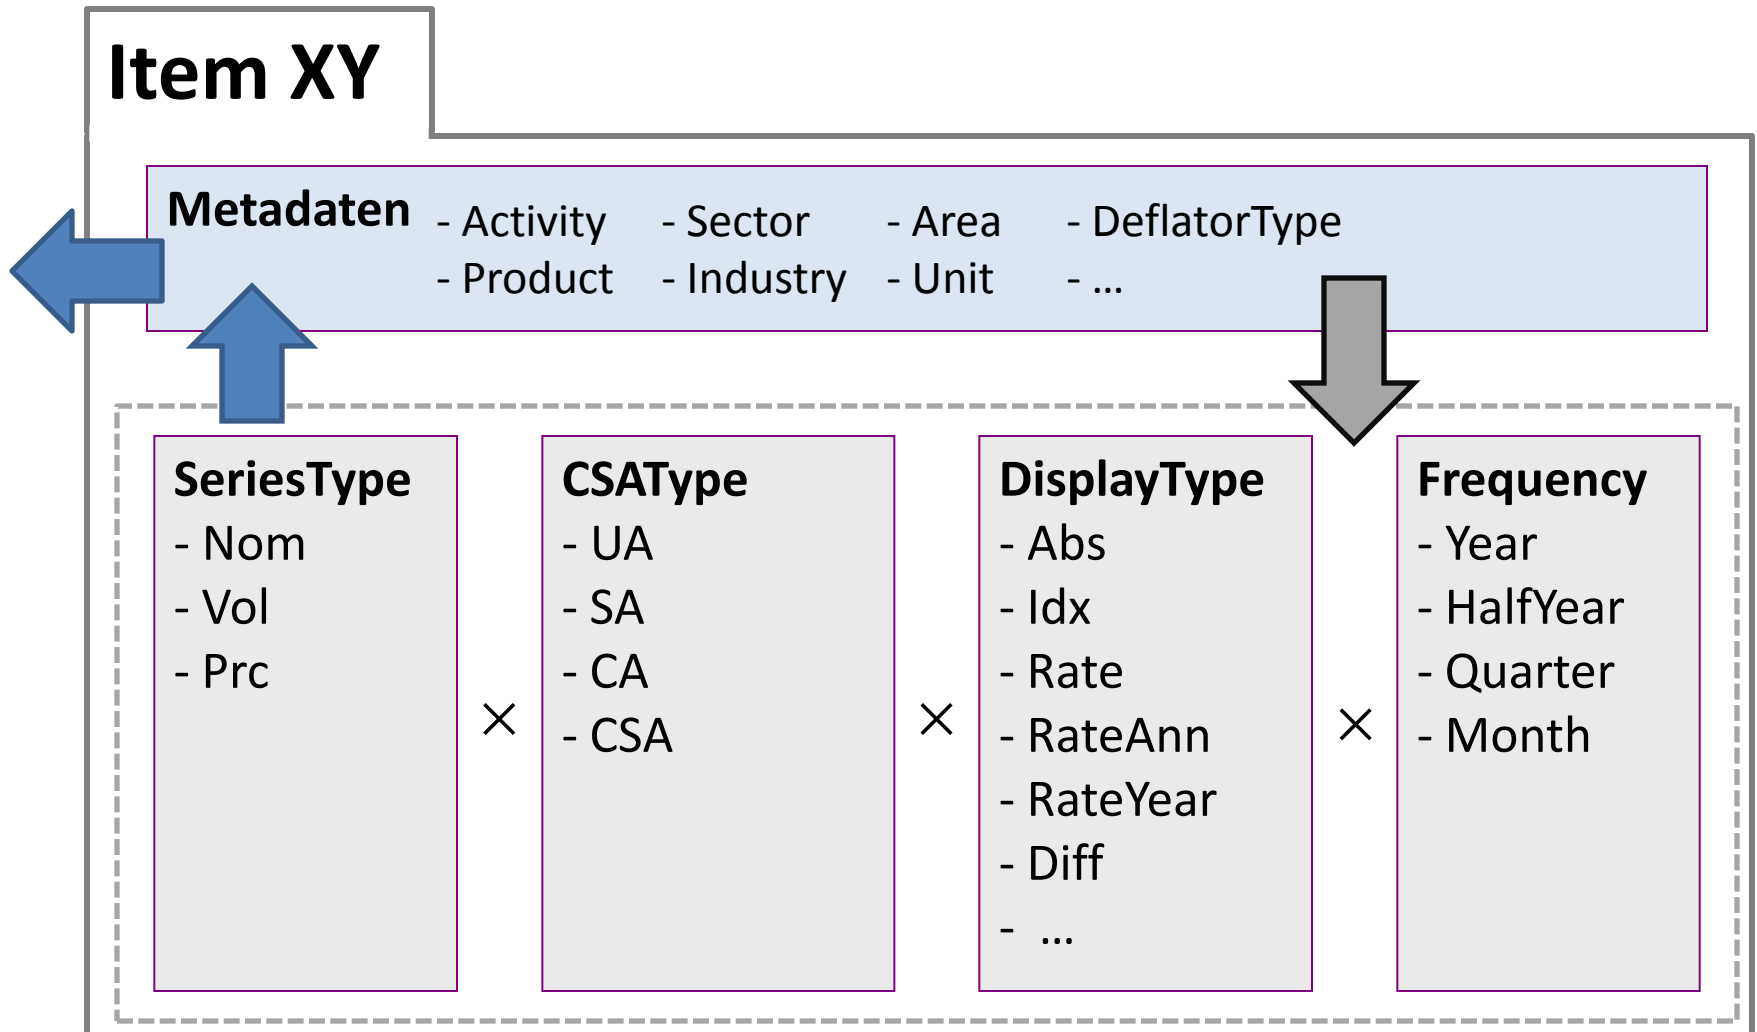 Item XY
Metadaten
- Activity - Sector - Area - DeflatorType
- Product - Industry - Unit - ...
SeriesType
- Nom
- Vol
- Prc
×
CSAType
- UA
- SA
- CA
- CSA
×
DisplayType
- Abs
- Idx
- Rate
- RateAnn
- RateYear
- Diff
- ...
×
Frequency
- Year
- HalfYear
- Quarter
- Month